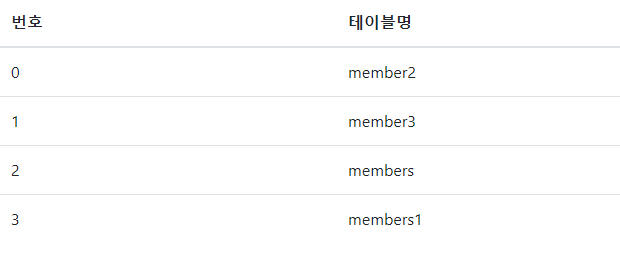 번호 테이블명
0 member2
1 member3
2 members
3 members1